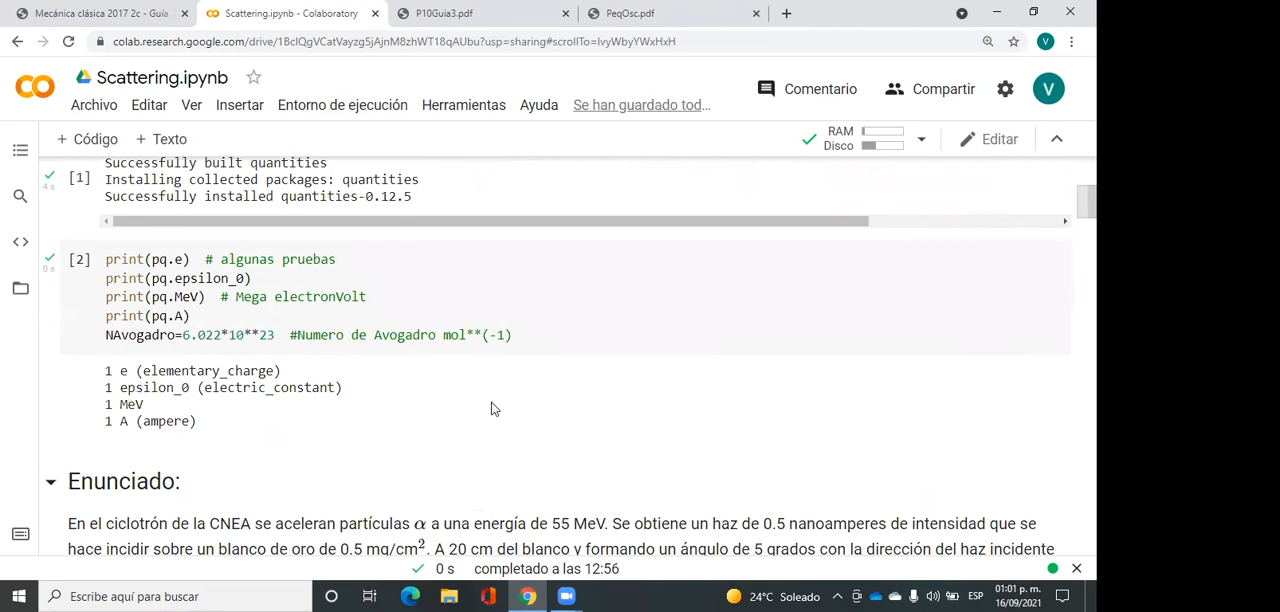 Mecánica clásica 2017 2c - Guía
Scattering.ipynb - Colaboratory
P10Guia3.pdf
PeqOsc.pdf
colab.research.google.com/drive/1BclQgVCatVayzg5jAjnM8zhWT18qAUbu?usp=sharing#scrollTo=IvyWbyYWxHxH
V
CO
Scattering.ipynb
Comentario
Compartir
V
Archivo Editar Ver Insertar Entorno de ejecución Herramientas Ayuda Se han guardado tod...
+ Código + Texto
RAM
Disco
Editar
Successfully built quantities
[1] Installing collected packages: quantities
4 s
Successfully installed quantities-0.12.5
[2] print(pq.e) # algunas pruebas
0 s
print(pq.epsilon_0)
print(pq.MeV) # Mega electronVolt
print(pq.A)
NAvogadro=6.022*10**23 #Numero de Avogadro mol**(-1)
1 e (elementary_charge)
1 epsilon_0 (electric_constant)
1 MeV
1 A (ampere)
Enunciado:
En el ciclotrón de la CNEA se aceleran partículas α a una energía de 55 MeV. Se obtiene un haz de 0.5 nanoamperes de intensidad que se
hace incidir sobre un blanco de oro de 0.5 mg/cm². A 20 cm del blanco y formando un ángulo de 5 grados con la dirección del haz incidente
0 s completado a las 12:56
Escribe aquí para buscar
24°C Soleado
ESP
01:01 p. m.
16/09/2021